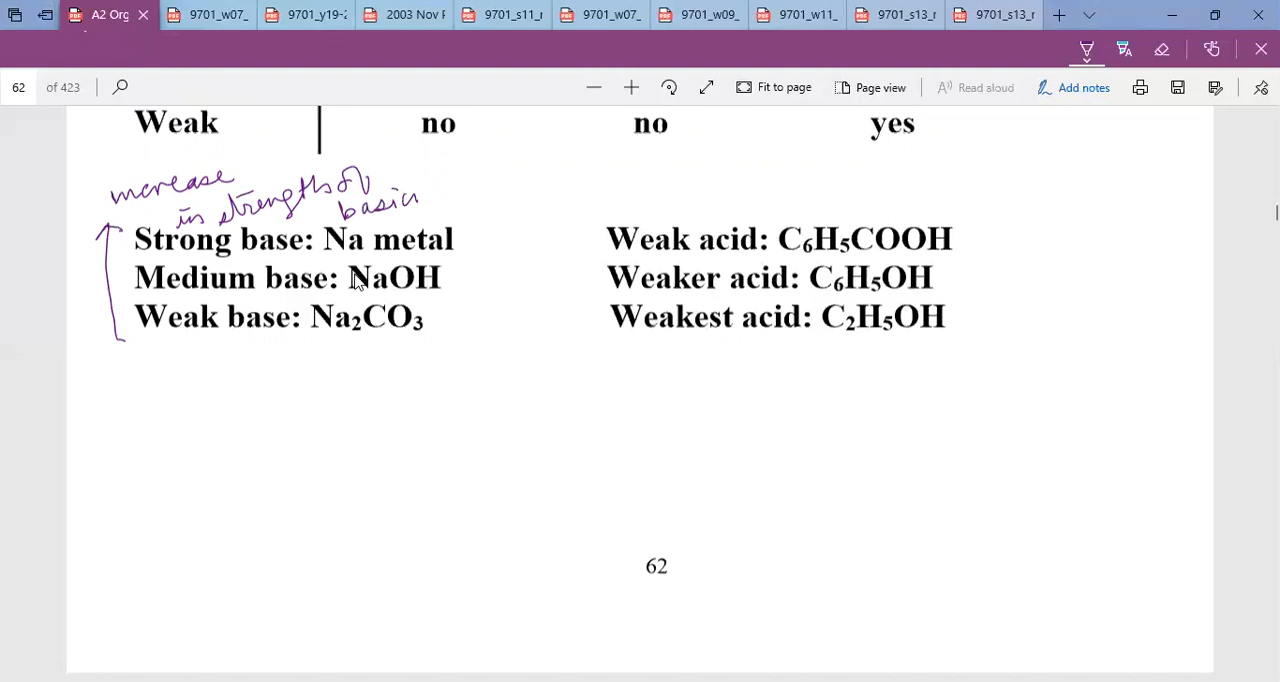 A2 Org
9701_w07_
9701_y19-2
2003 Nov
9701_s11_
9701_w07_
9701_w09_
9701_w11_
9701_s13_
9701_s13_
62 of 423
Fit to page
Page view
Read aloud
Add notes
Weak no no yes
increase
in strengths of
basic
Strong base: Na metal Weak acid: C₆H₅COOH
Medium base: NaOH Weaker acid: C₆H₅OH
Weak base: Na₂CO₃ Weakest acid: C₂H₅OH
62